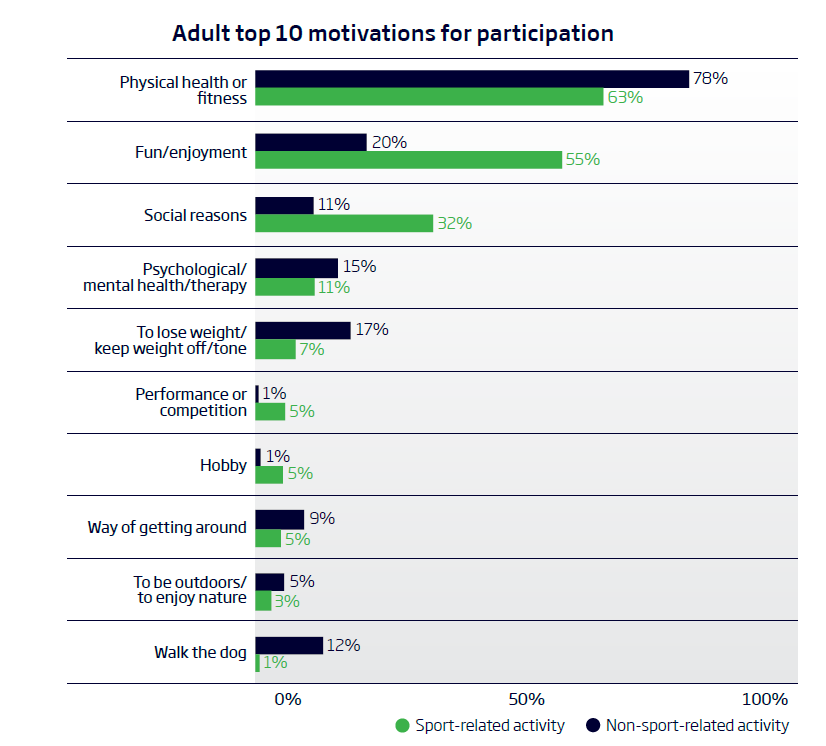 Adult top 10 motivations for participation
Physical health or
fitness
78%
63%
Fun/enjoyment
20%
55%
Social reasons
11%
32%
Psychological/
mental health/therapy
15%
11%
To lose weight/
keep weight off/tone
17%
7%
Performance or
competition
1%
5%
Hobby
1%
5%
Way of getting around
9%
5%
To be outdoors/
to enjoy nature
5%
3%
Walk the dog
12%
1%
0% 50% 100%
Sport-related activity Non-sport-related activity